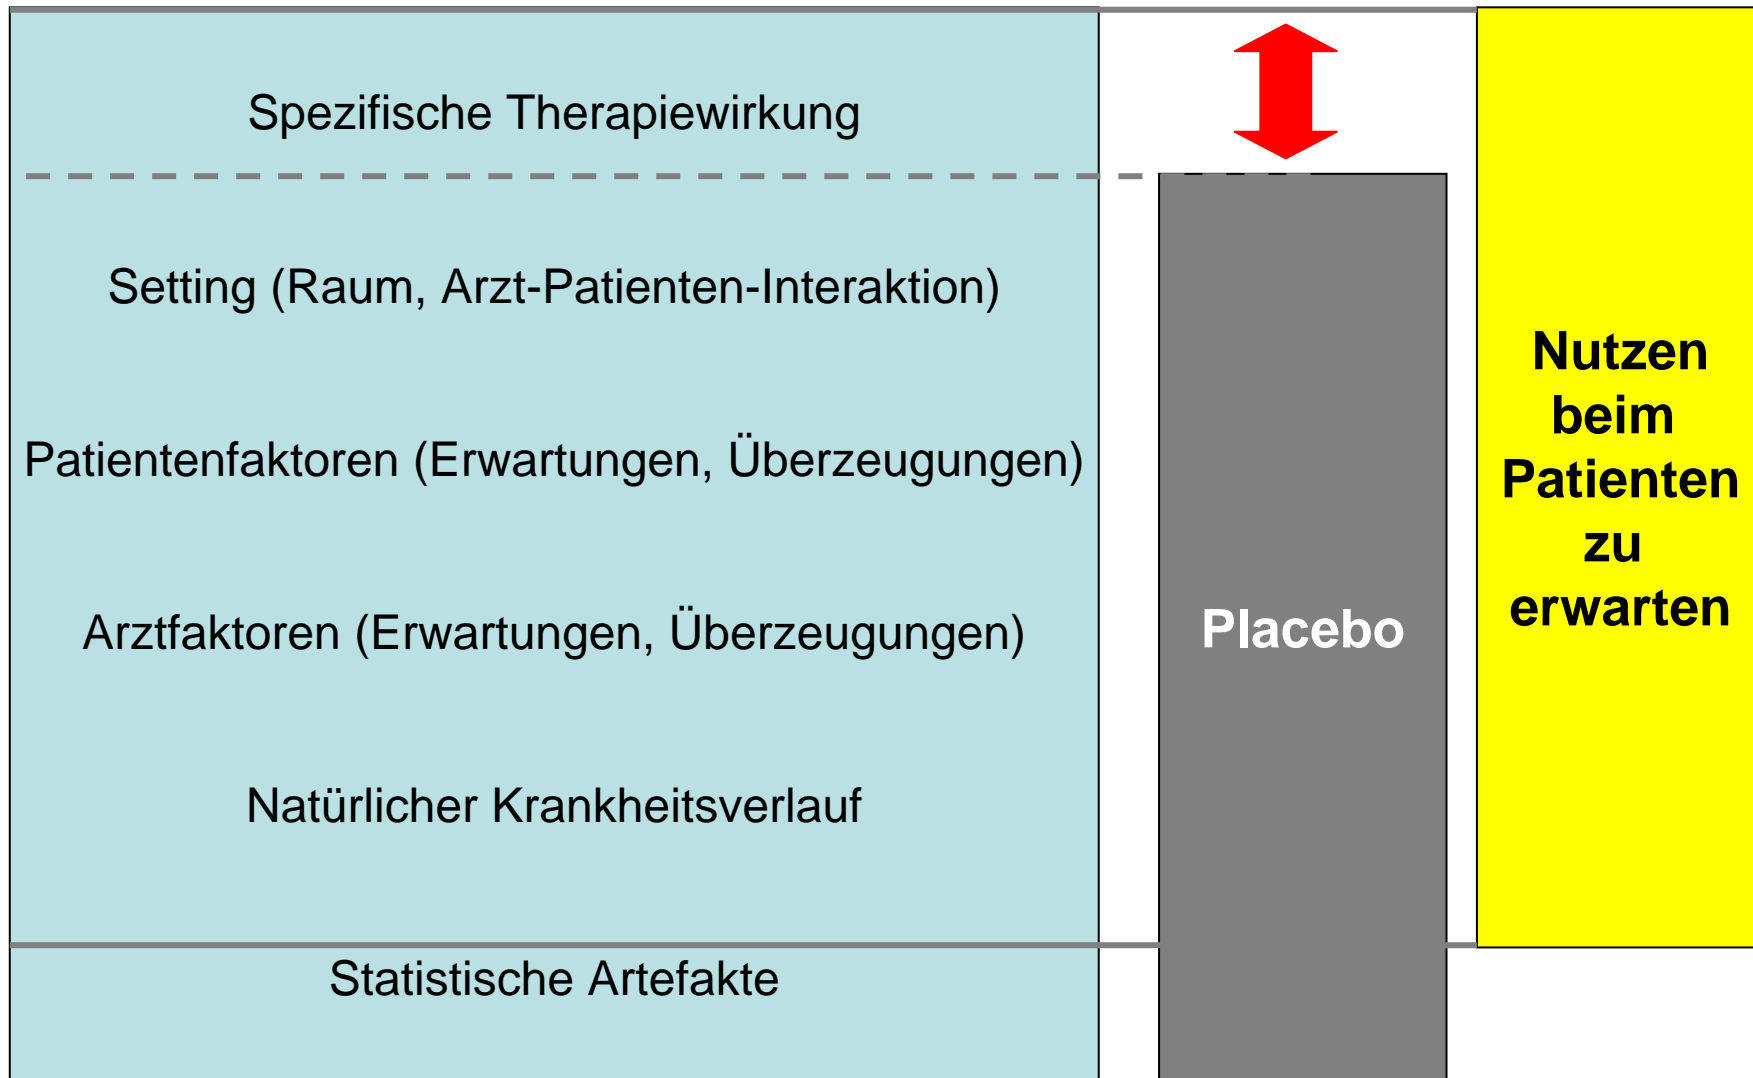 Spezifische Therapiewirkung
Setting (Raum, Arzt-Patienten-Interaktion)
Patientenfaktoren (Erwartungen, Überzeugungen)
Arztfaktoren (Erwartungen, Überzeugungen)
Natürlicher Krankheitsverlauf
Statistische Artefakte
Placebo
Nutzen
beim
Patienten
zu
erwarten